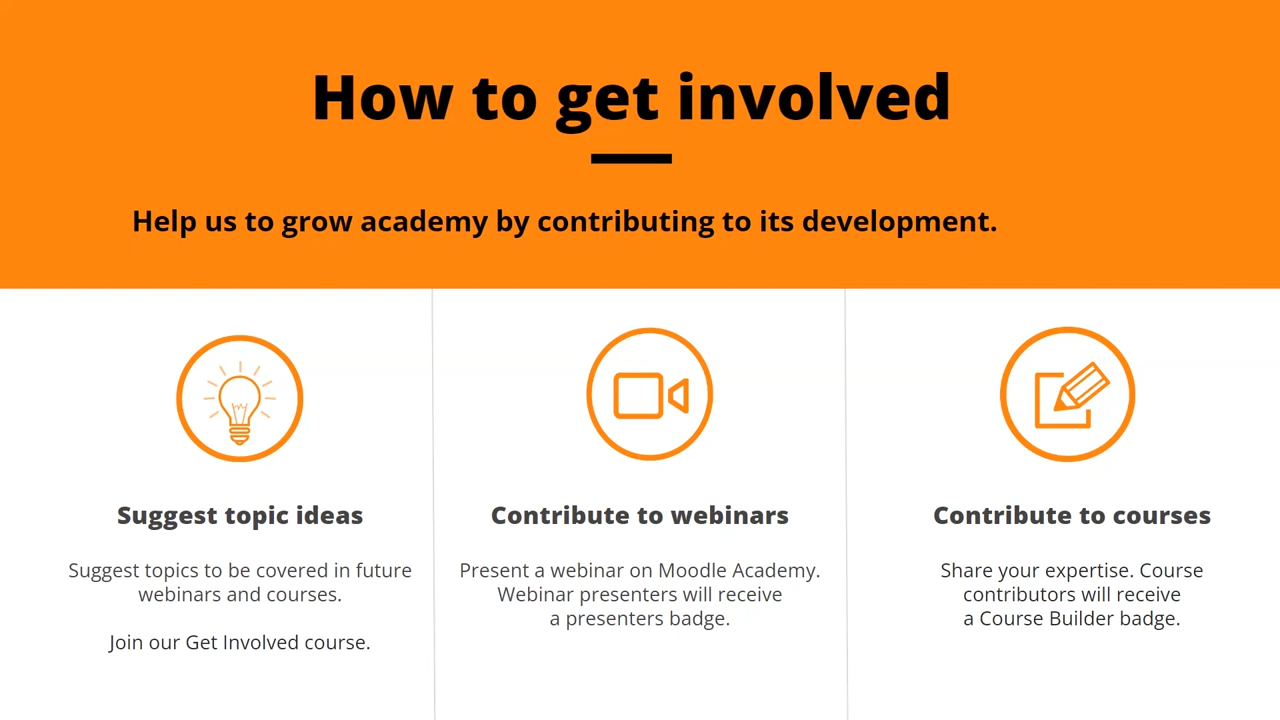 How to get involved
Help us to grow academy by contributing to its development.
Suggest topic ideas
Suggest topics to be covered in future
webinars and courses.
Join our Get Involved course.
Contribute to webinars
Present a webinar on Moodle Academy.
Webinar presenters will receive
a presenters badge.
Contribute to courses
Share your expertise. Course
contributors will receive
a Course Builder badge.